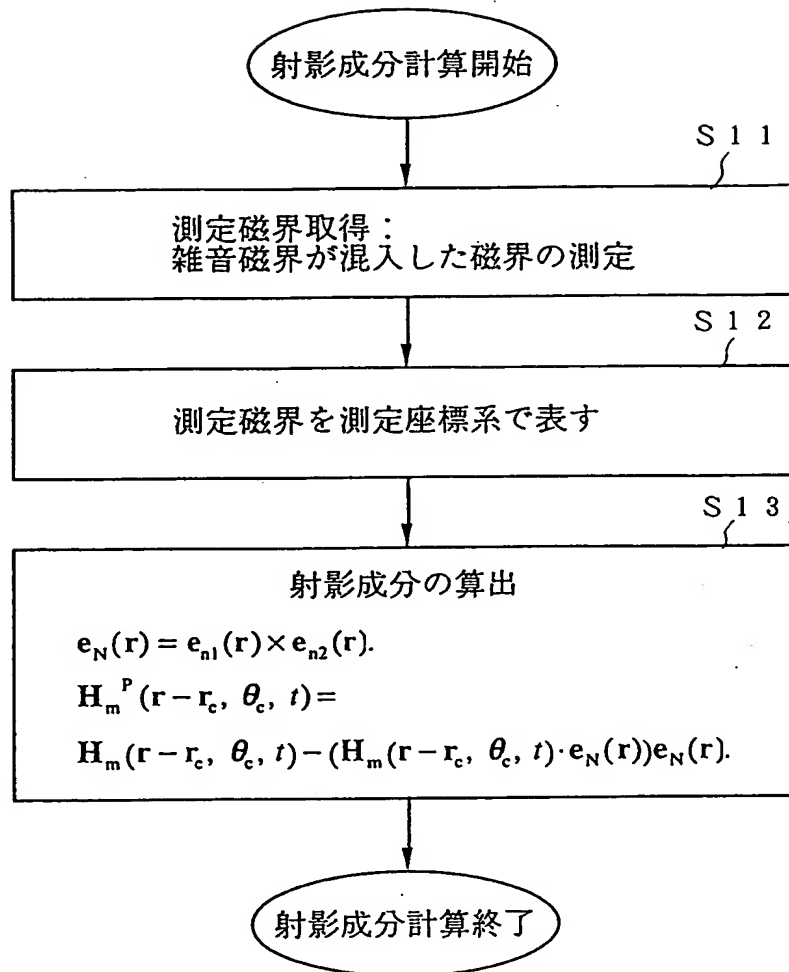 射影成分計算開始
S11
測定磁界取得：
雑音磁界が混入した磁界の測定
S12
測定磁界を測定座標系で表す
S13
射影成分の算出
e_N(r) = e_n1(r) × e_n2(r).
H_m^P(r − r_c, θ_c, t) =
H_m(r − r_c, θ_c, t) − (H_m(r − r_c, θ_c, t)·e_N(r))e_N(r).
射影成分計算終了